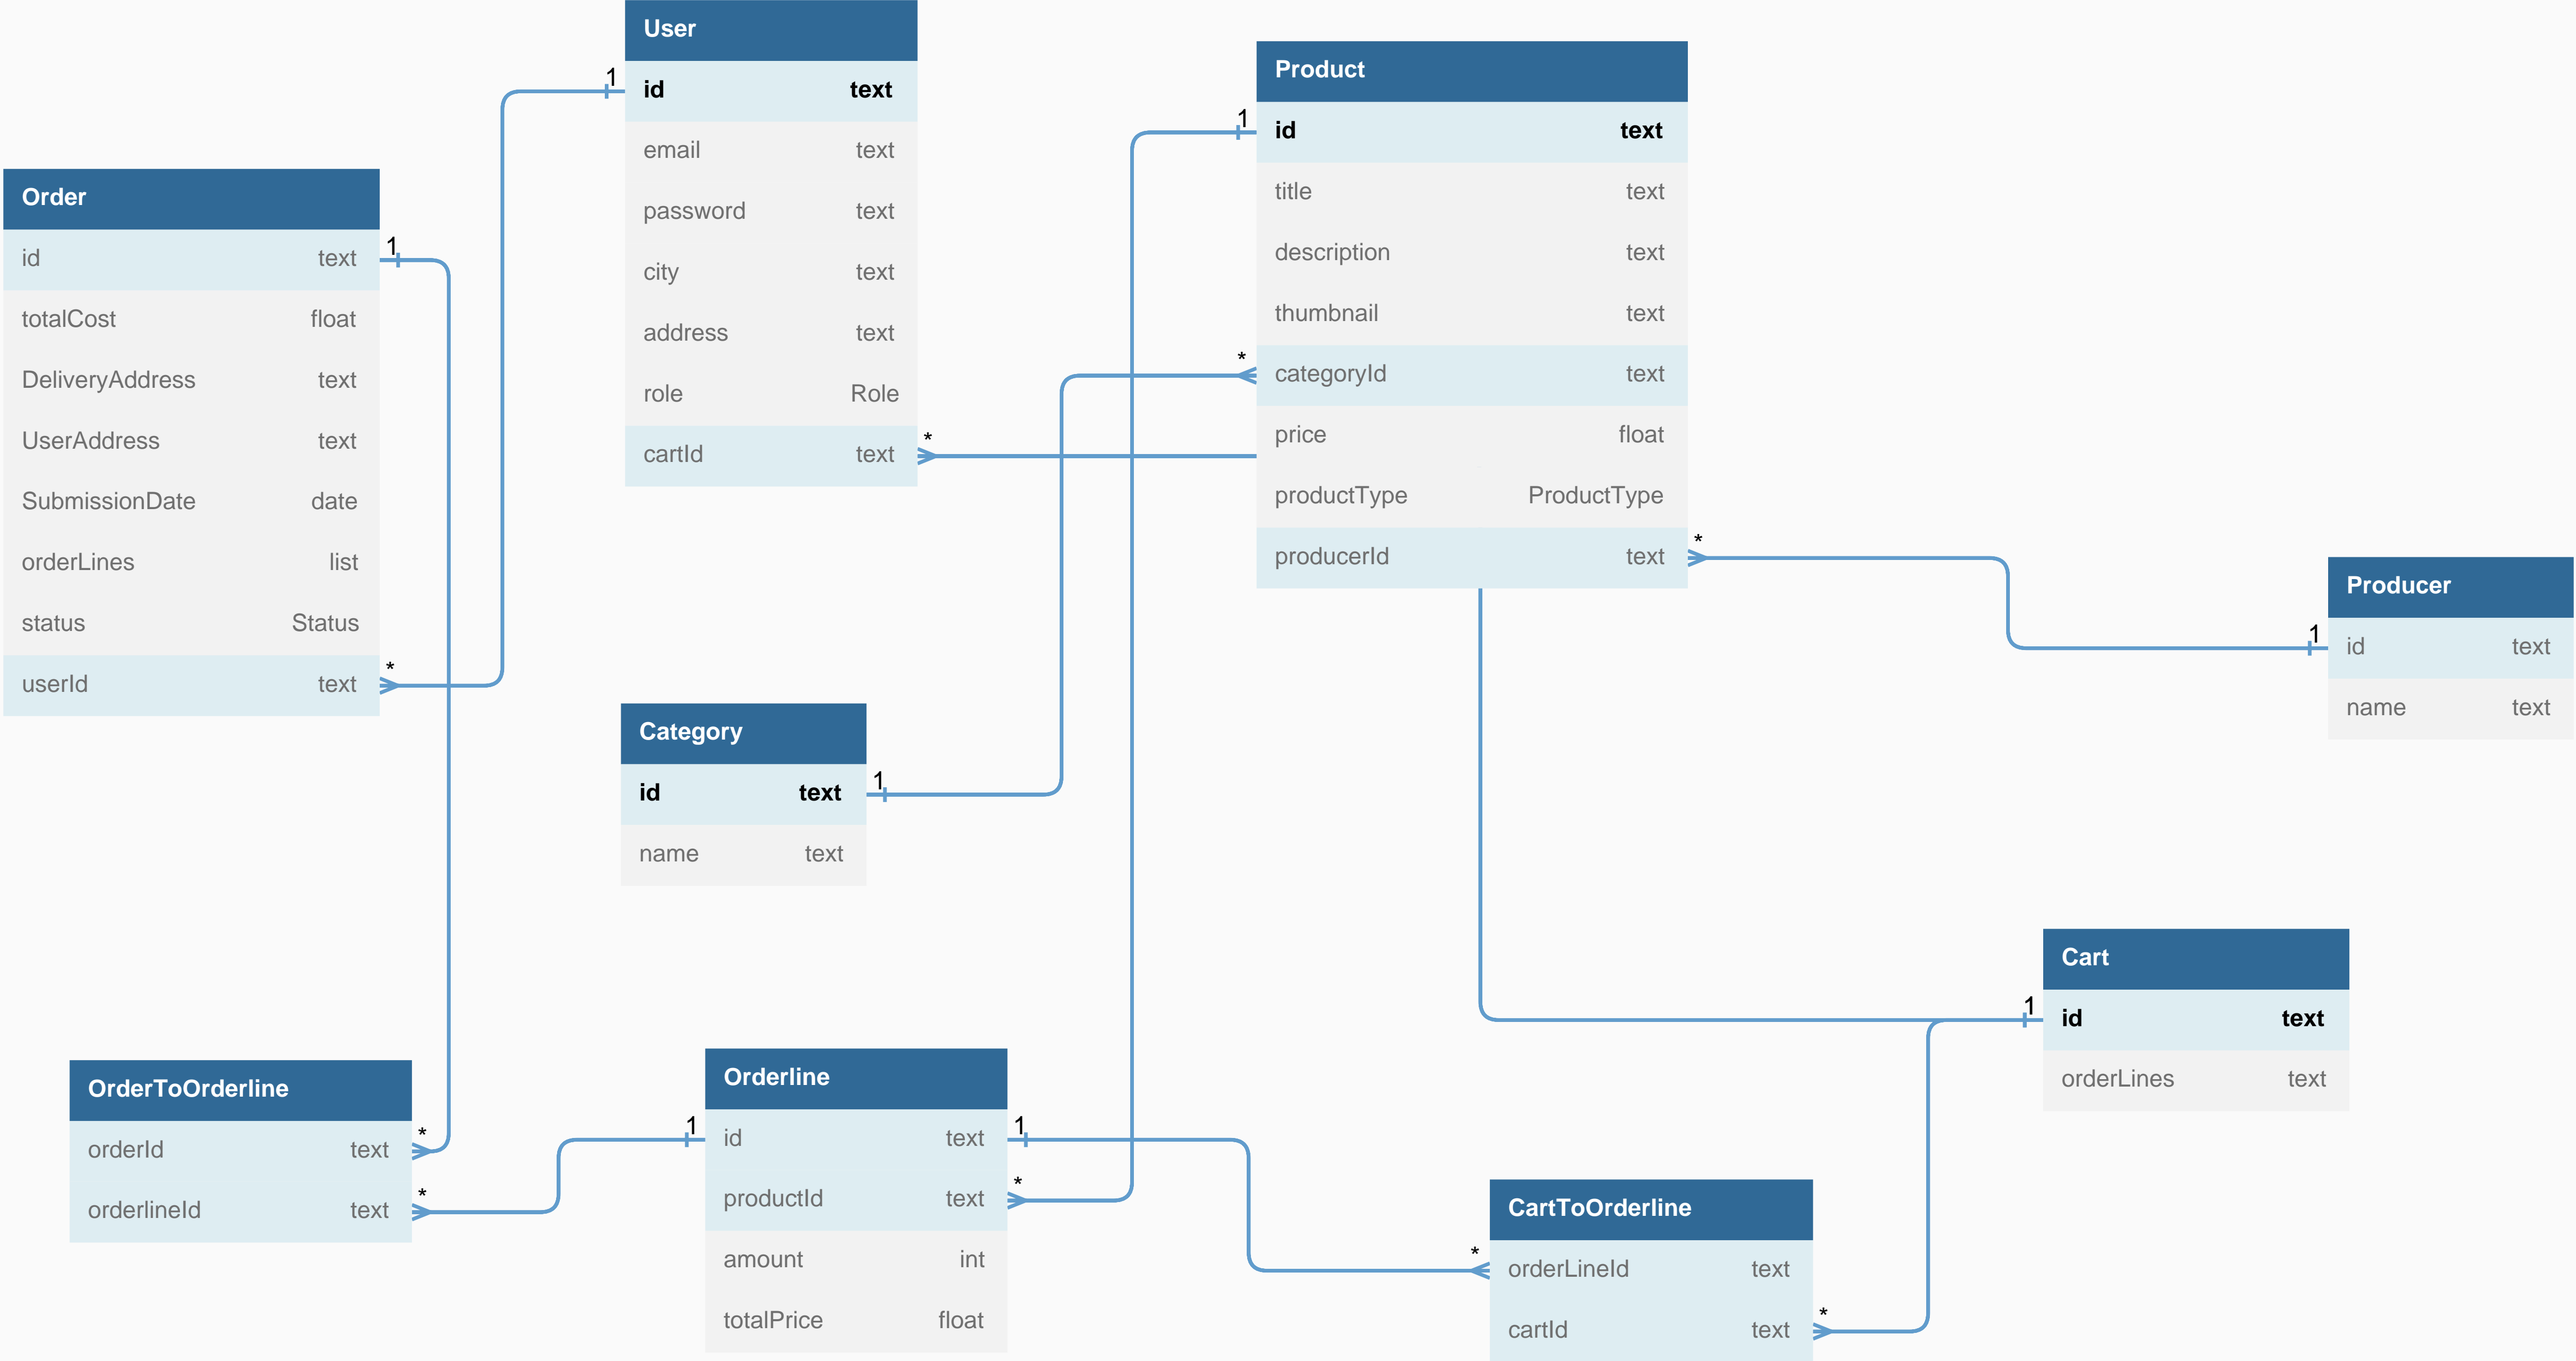 User
1
id text
email text
password text
city text
address text
role Role
cartId text
*
Product
1
id text
title text
description text
thumbnail text
*
categoryId text
price float
productType ProductType
producerId text
*
Order
id text
1
totalCost float
DeliveryAddress text
UserAddress text
SubmissionDate date
orderLines list
status Status
userId text
*
Producer
1
id text
name text
Category
id text
1
name text
Cart
1
id text
orderLines text
OrderToOrderline
orderId text
*
orderlineId text
*
Orderline
1
id text
1
productId text
*
amount int
totalPrice float
CartToOrderline
*
orderLineId text
cartId text
*